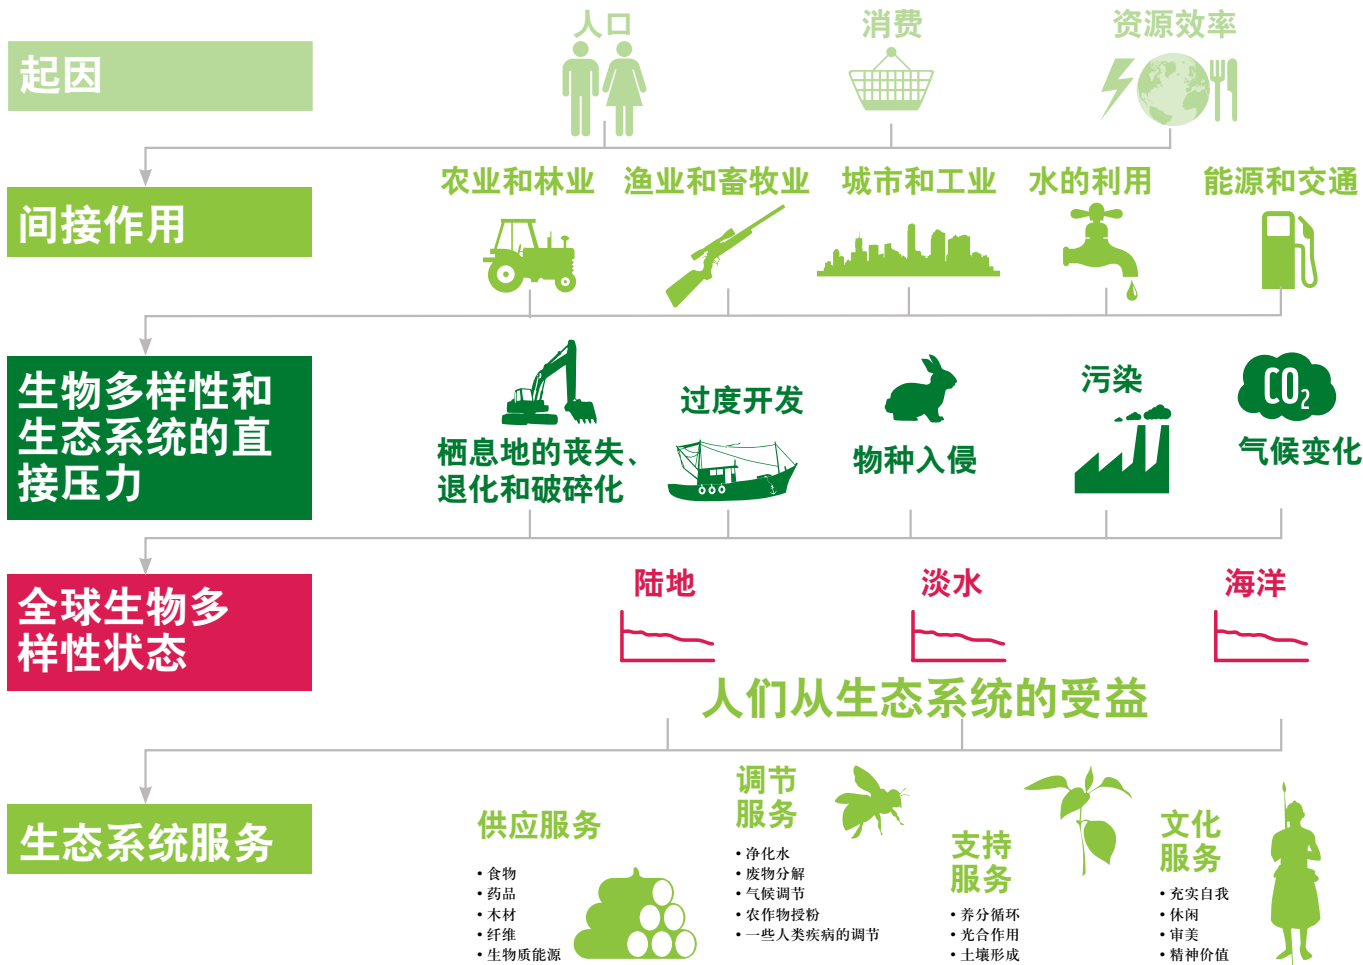 起因
人口
消费
资源效率
间接作用
农业和林业
渔业和畜牧业
城市和工业
水的利用
能源和交通
生物多样性和
生态系统的直
接压力
栖息地的丧失、
退化和破碎化
过度开发
物种入侵
污染
CO2
气候变化
全球生物多
样性状态
陆地
淡水
海洋
人们从生态系统的受益
生态系统服务
供应服务
• 食物
• 药品
• 木材
• 纤维
• 生物质能源
调节
服务
• 净化水
• 废物分解
• 气候调节
• 农作物授粉
• 一些人类疾病的调节
支持
服务
• 养分循环
• 光合作用
• 土壤形成
文化
服务
• 充实自我
• 休闲
• 审美
• 精神价值